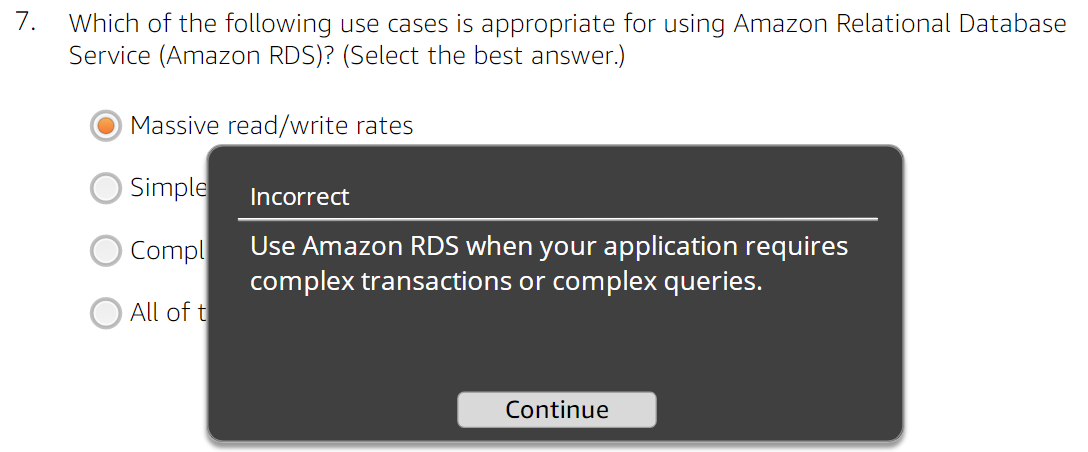 7. Which of the following use cases is appropriate for using Amazon Relational Database
Service (Amazon RDS)? (Select the best answer.)
Massive read/write rates
Simple
Compl
All of t
Incorrect
Use Amazon RDS when your application requires
complex transactions or complex queries.
Continue